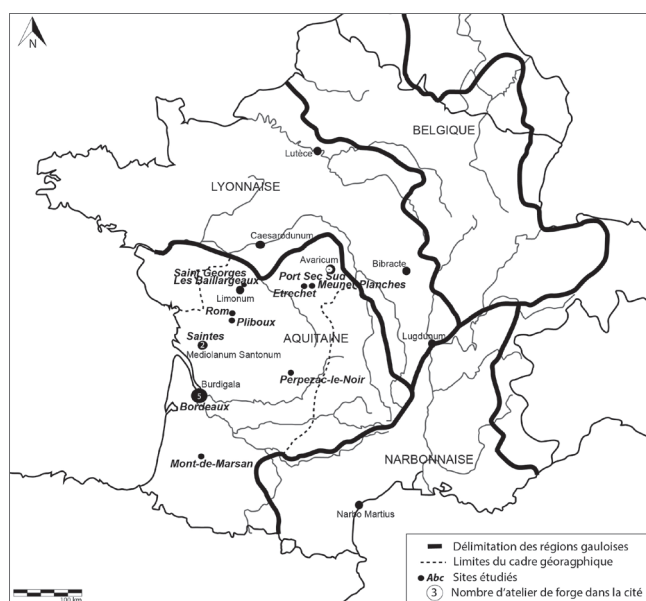 N
BELGIQUE
Lutèce
LYONNAISE
Caesarodunum
Avaricum
Bibracte
Saint Georges
Les Baillargeaux
Port Sec Sud
Meunet Planches
Etrechet
Limonum
Rom
Pliboux
AQUITAINE
Saintes
2
Mediolanum Santonum
Lugdunum
Perpezac-le-Noir
Burdigala
5
Bordeaux
Mont-de-Marsan
NARBONNAISE
Narbo Martius
Délimitation des régions gauloises
Limites du cadre géoragphique
Abc Sites étudiés
3 Nombre d'atelier de forge dans la cité
100 km